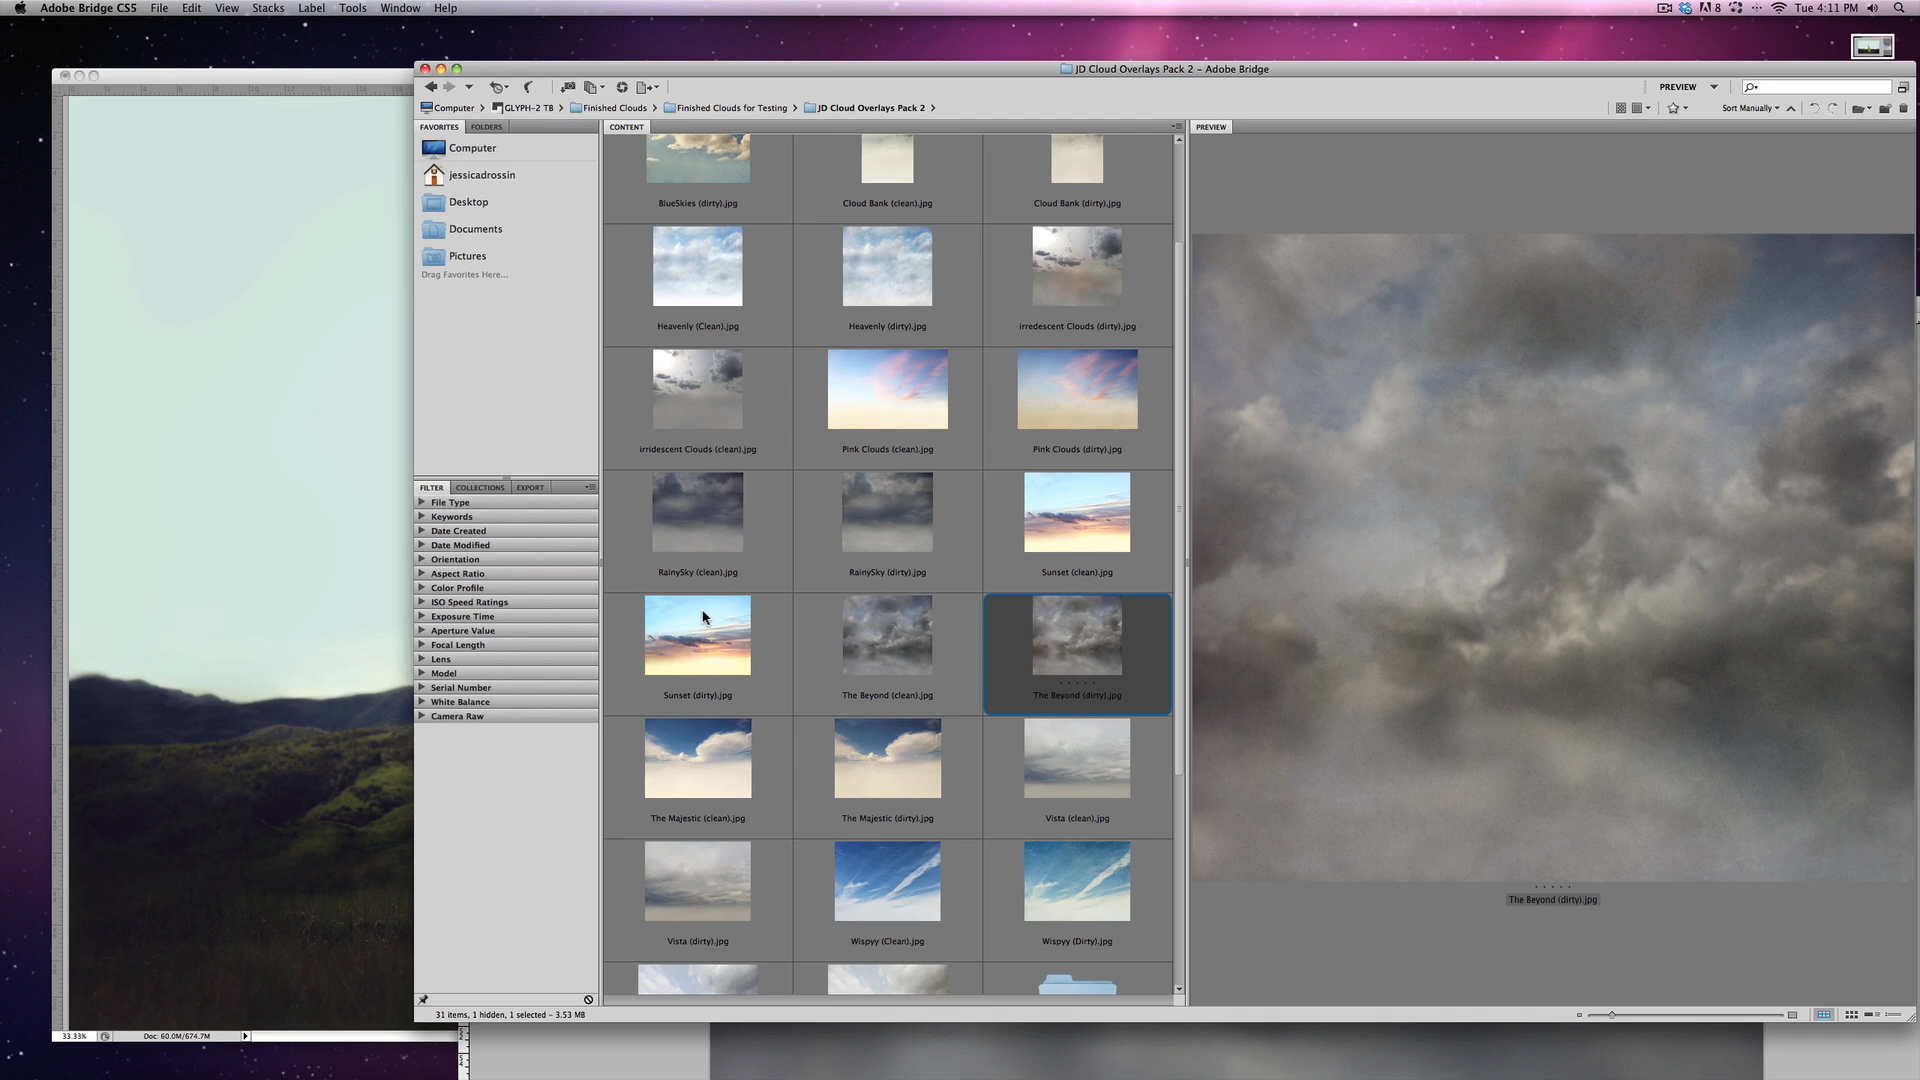 Adobe Bridge CS5 File Edit View Stacks Label Tools Window Help
8 Tue 4:11 PM
JD Cloud Overlays Pack 2 – Adobe Bridge
PREVIEW
Computer GLYPH-2 TB Finished Clouds Finished Clouds for Testing JD Cloud Overlays Pack 2
Sort Manually
FAVORITES FOLDERS
CONTENT
PREVIEW
Computer
jessicadrossin
Desktop
Documents
Pictures
Drag Favorites Here...
BlueSkies (dirty).jpg
Cloud Bank (clean).jpg
Cloud Bank (dirty).jpg
Heavenly (Clean).jpg
Heavenly (dirty).jpg
irredescent Clouds (dirty).jpg
irridescent Clouds (clean).jpg
Pink Clouds (clean).jpg
Pink Clouds (dirty).jpg
RainySky (clean).jpg
RainySky (dirty).jpg
Sunset (clean).jpg
Sunset (dirty).jpg
The Beyond (clean).jpg
The Beyond (dirty).jpg
The Majestic (clean).jpg
The Majestic (dirty).jpg
Vista (clean).jpg
Vista (dirty).jpg
Wispyy (Clean).jpg
Wispyy (Dirty).jpg
FILTER COLLECTIONS EXPORT
File Type
Keywords
Date Created
Date Modified
Orientation
Aspect Ratio
Color Profile
ISO Speed Ratings
Exposure Time
Aperture Value
Focal Length
Lens
Model
Serial Number
White Balance
Camera Raw
The Beyond (dirty).jpg
31 items, 1 hidden, 1 selected – 3.53 MB
33.33% Doc: 60.0M/674.7M